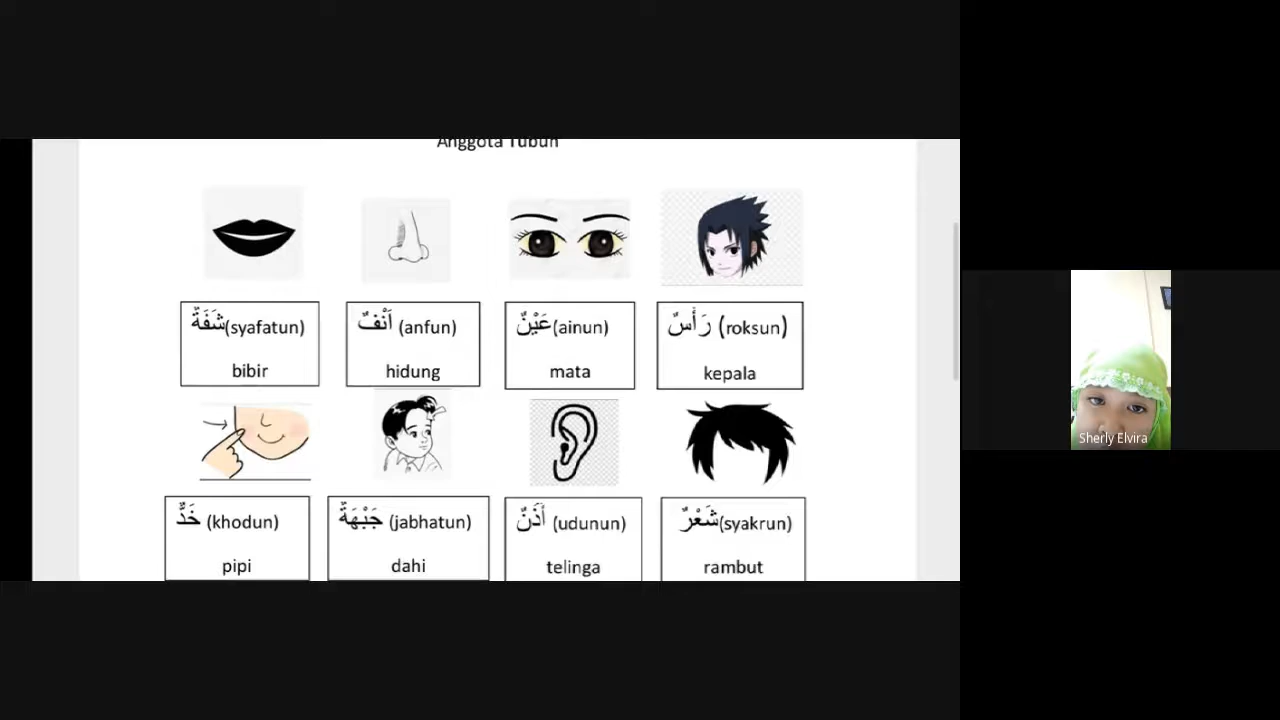 Anggota Tubuh
شَفَةٌ(syafatun)
bibir
اَنْفٌ (anfun)
hidung
عَيْنٌ(ainun)
mata
رَأْسٌ (roksun)
kepala
خَدٌّ (khodun)
pipi
جَبْهَةٌ (jabhatun)
dahi
أُذَنٌ (udunun)
telinga
شَعْرٌ(syakrun)
rambut
Sherly Elvira